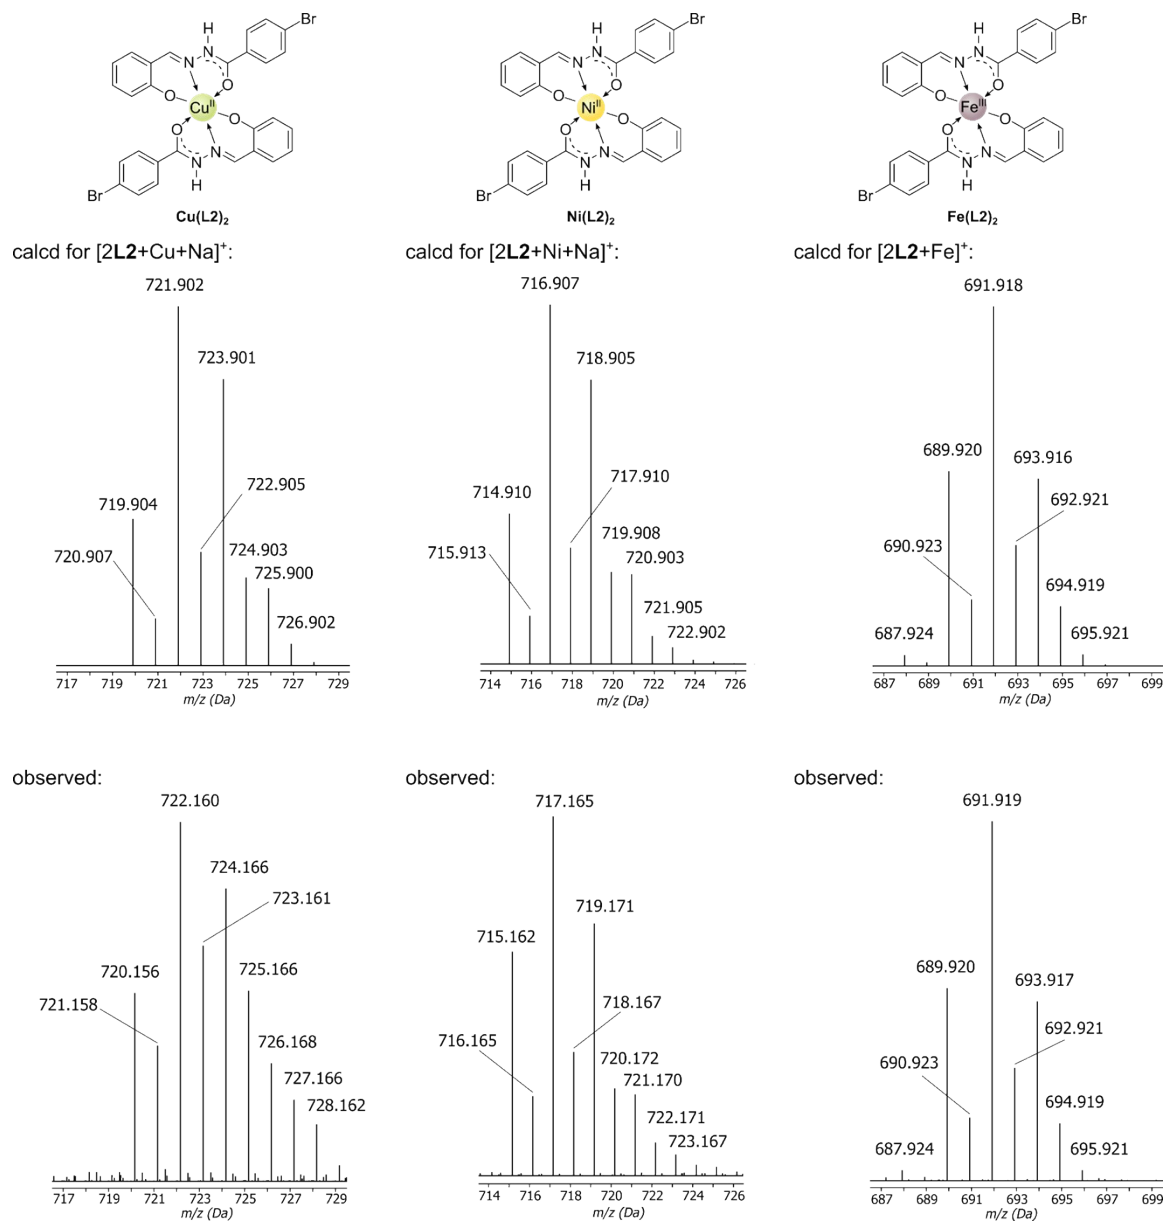 H
N
N
O
O
Br
Cu^II
O
O
N
N
H
Br
Cu(L2)₂
H
N
N
O
O
Br
Ni^II
O
O
N
N
H
Br
Ni(L2)₂
H
N
N
O
O
Br
Fe^III
O
O
N
N
H
Br
Fe(L2)₂
calcd for [2L2+Cu+Na]⁺:
721.902
723.901
722.905
719.904
720.907
724.903
725.900
726.902
717 719 721 723 725 727 729
m/z (Da)
calcd for [2L2+Ni+Na]⁺:
716.907
718.905
717.910
714.910
719.908
715.913
720.903
721.905
722.902
714 716 718 720 722 724 726
m/z (Da)
calcd for [2L2+Fe]⁺:
691.918
689.920
693.916
692.921
690.923
694.919
687.924
695.921
687 689 691 693 695 697 699
m/z (Da)
observed:
722.160
724.166
723.161
720.156
725.166
721.158
726.168
727.166
728.162
717 719 721 723 725 727 729
m/z (Da)
observed:
717.165
719.171
715.162
718.167
716.165
720.172
721.170
722.171
723.167
714 716 718 720 722 724 726
m/z (Da)
observed:
691.919
689.920
693.917
692.921
690.923
694.919
687.924
695.921
687 689 691 693 695 697 699
m/z (Da)